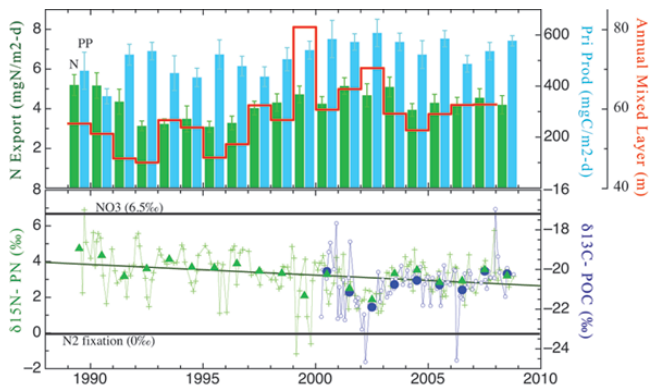 N Export (mgN/m2-d)
8
6
4
2
8
PP
N
600
400
200
-16
Pri Prod (mgC/m2-d)
80
60
40
Annual Mixed Layer (m)
δ15N- PN (‰)
6
4
2
0
-2
NO3 (6.5‰)
N2 fixation (0‰)
-18
-20
-22
-24
δ13C- POC (‰)
1990
1995
2000
2005
2010